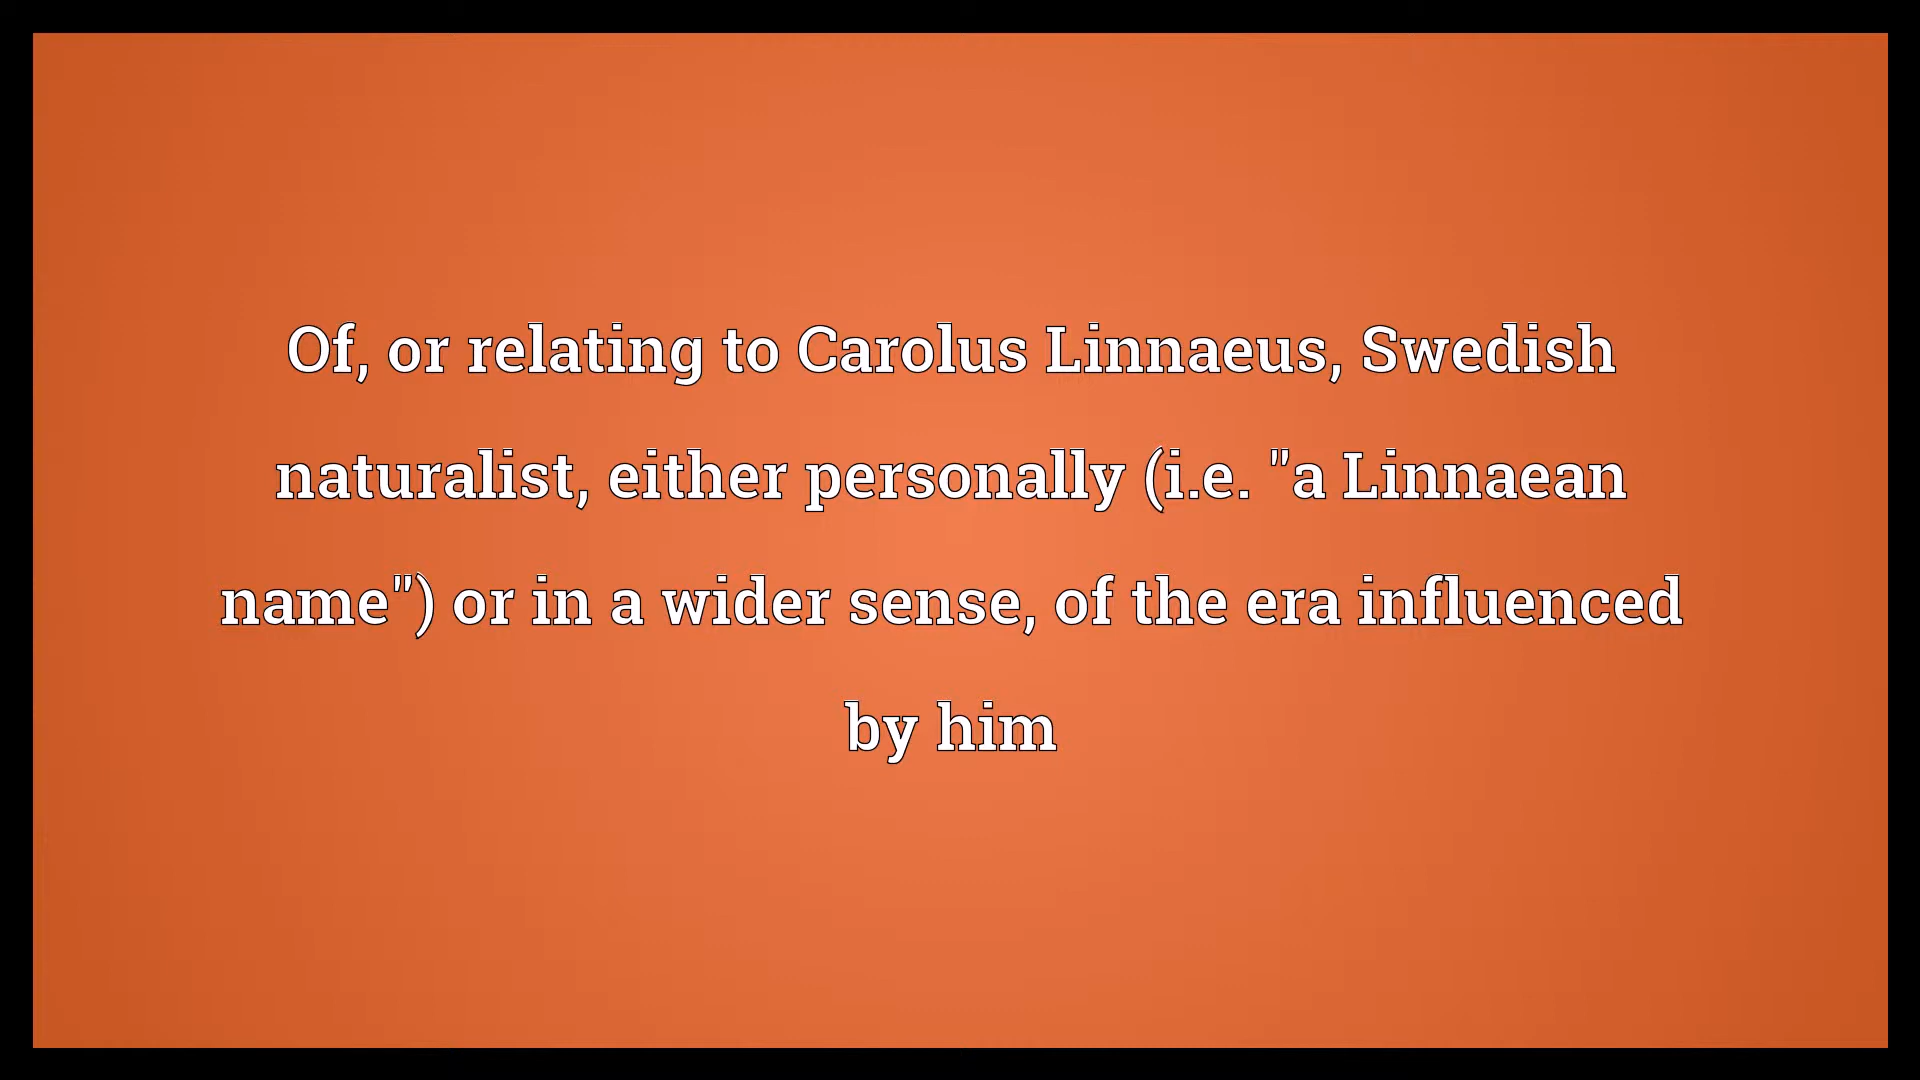 Of, or relating to Carolus Linnaeus, Swedish
naturalist, either personally (i.e. "a Linnaean
name") or in a wider sense, of the era influenced
by him